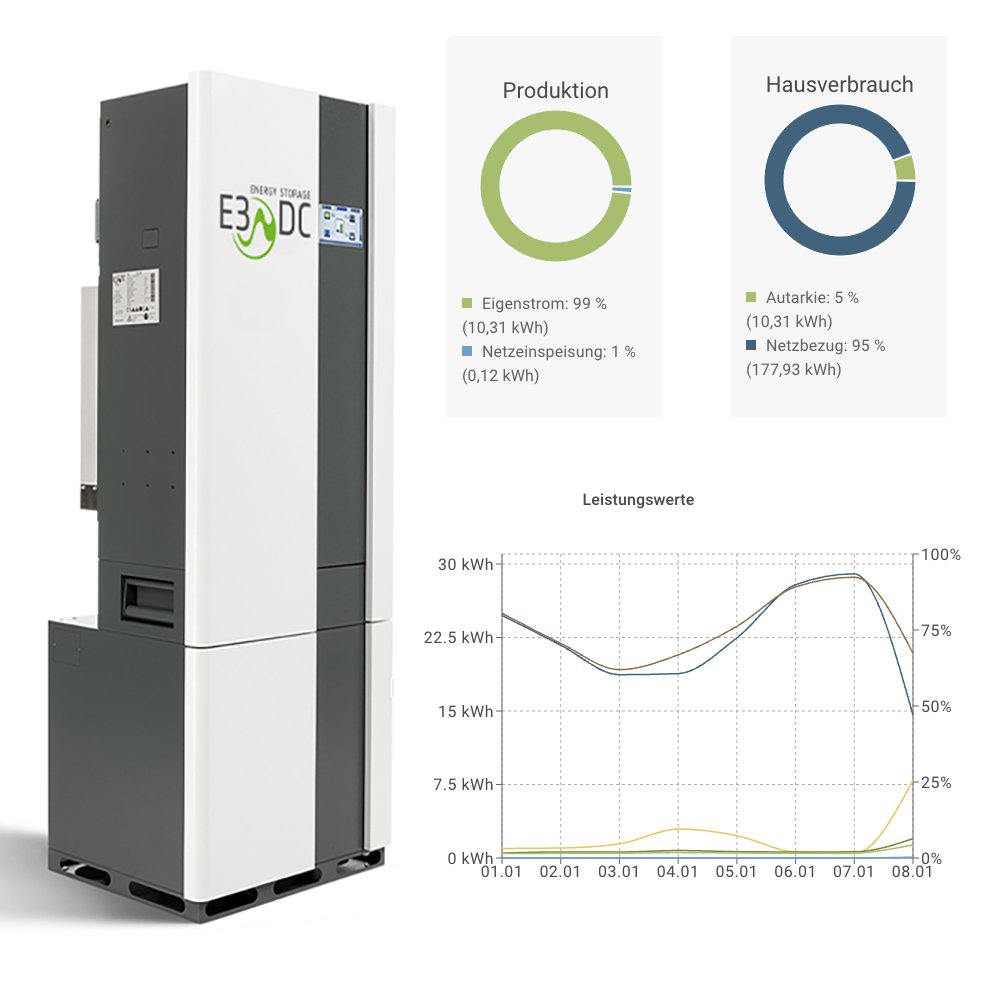 ENERGY STORAGE
E3 DC
Produktion
Eigenstrom: 99 %
(10,31 kWh)
Netzeinspeisung: 1 %
(0,12 kWh)
Hausverbrauch
Autarkie: 5 %
(10,31 kWh)
Netzbezug: 95 %
(177,93 kWh)
Leistungswerte
30 kWh
22.5 kWh
15 kWh
7.5 kWh
0 kWh
100%
75%
50%
25%
0%
01.01 02.01 03.01 04.01 05.01 06.01 07.01 08.01